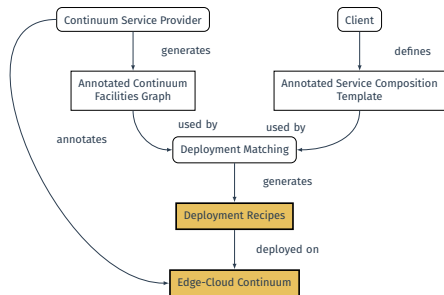 Continuum Service Provider
Client
generates
defines
Annotated Continuum
Facilities Graph
Annotated Service Composition
Template
used by
used by
annotates
Deployment Matching
generates
Deployment Recipes
deployed on
Edge-Cloud Continuum